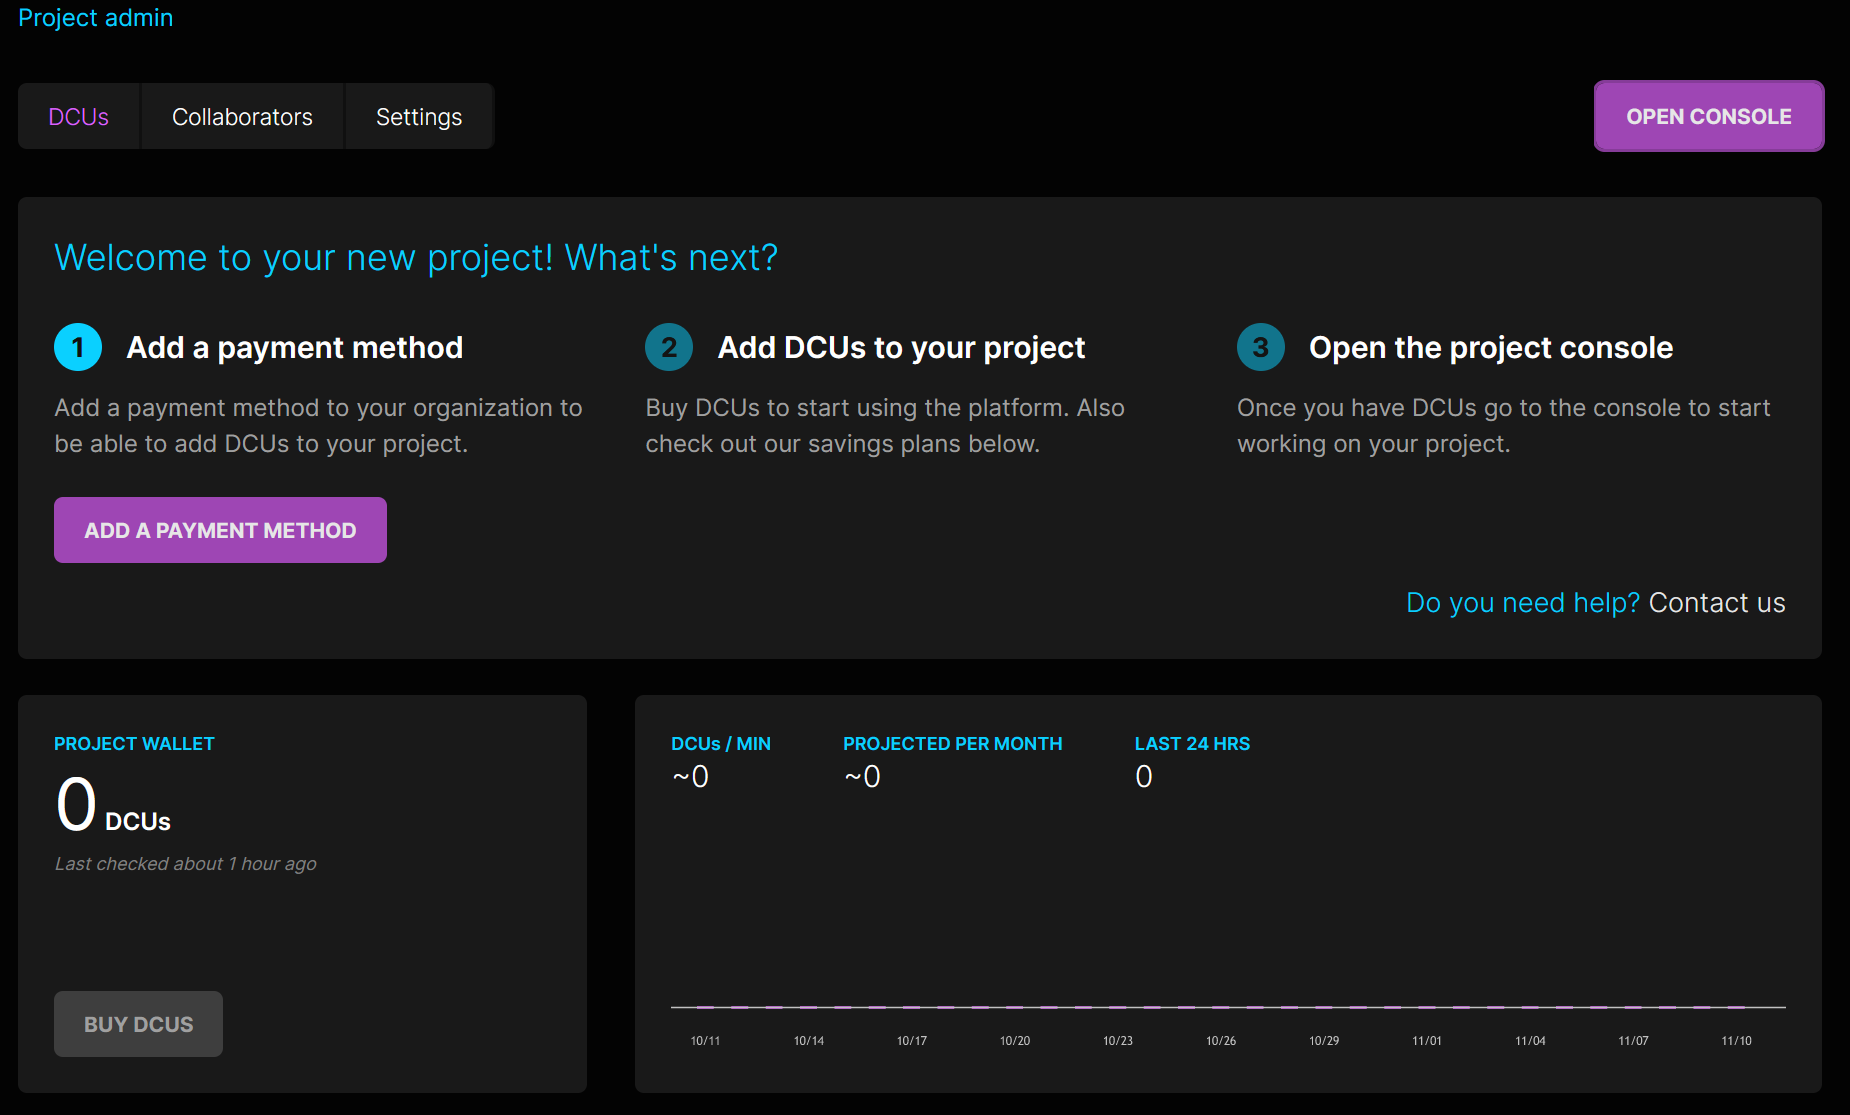 Project admin
DCUs
Collaborators
Settings
OPEN CONSOLE
Welcome to your new project! What's next?
1 Add a payment method
Add a payment method to your organization to
be able to add DCUs to your project.
ADD A PAYMENT METHOD
2 Add DCUs to your project
Buy DCUs to start using the platform. Also
check out our savings plans below.
3 Open the project console
Once you have DCUs go to the console to start
working on your project.
Do you need help? Contact us
PROJECT WALLET
0 DCUs
Last checked about 1 hour ago
BUY DCUS
DCUs / MIN
~0
PROJECTED PER MONTH
~0
LAST 24 HRS
0
10/11 10/14 10/17 10/20 10/23 10/26 10/29 11/01 11/04 11/07 11/10